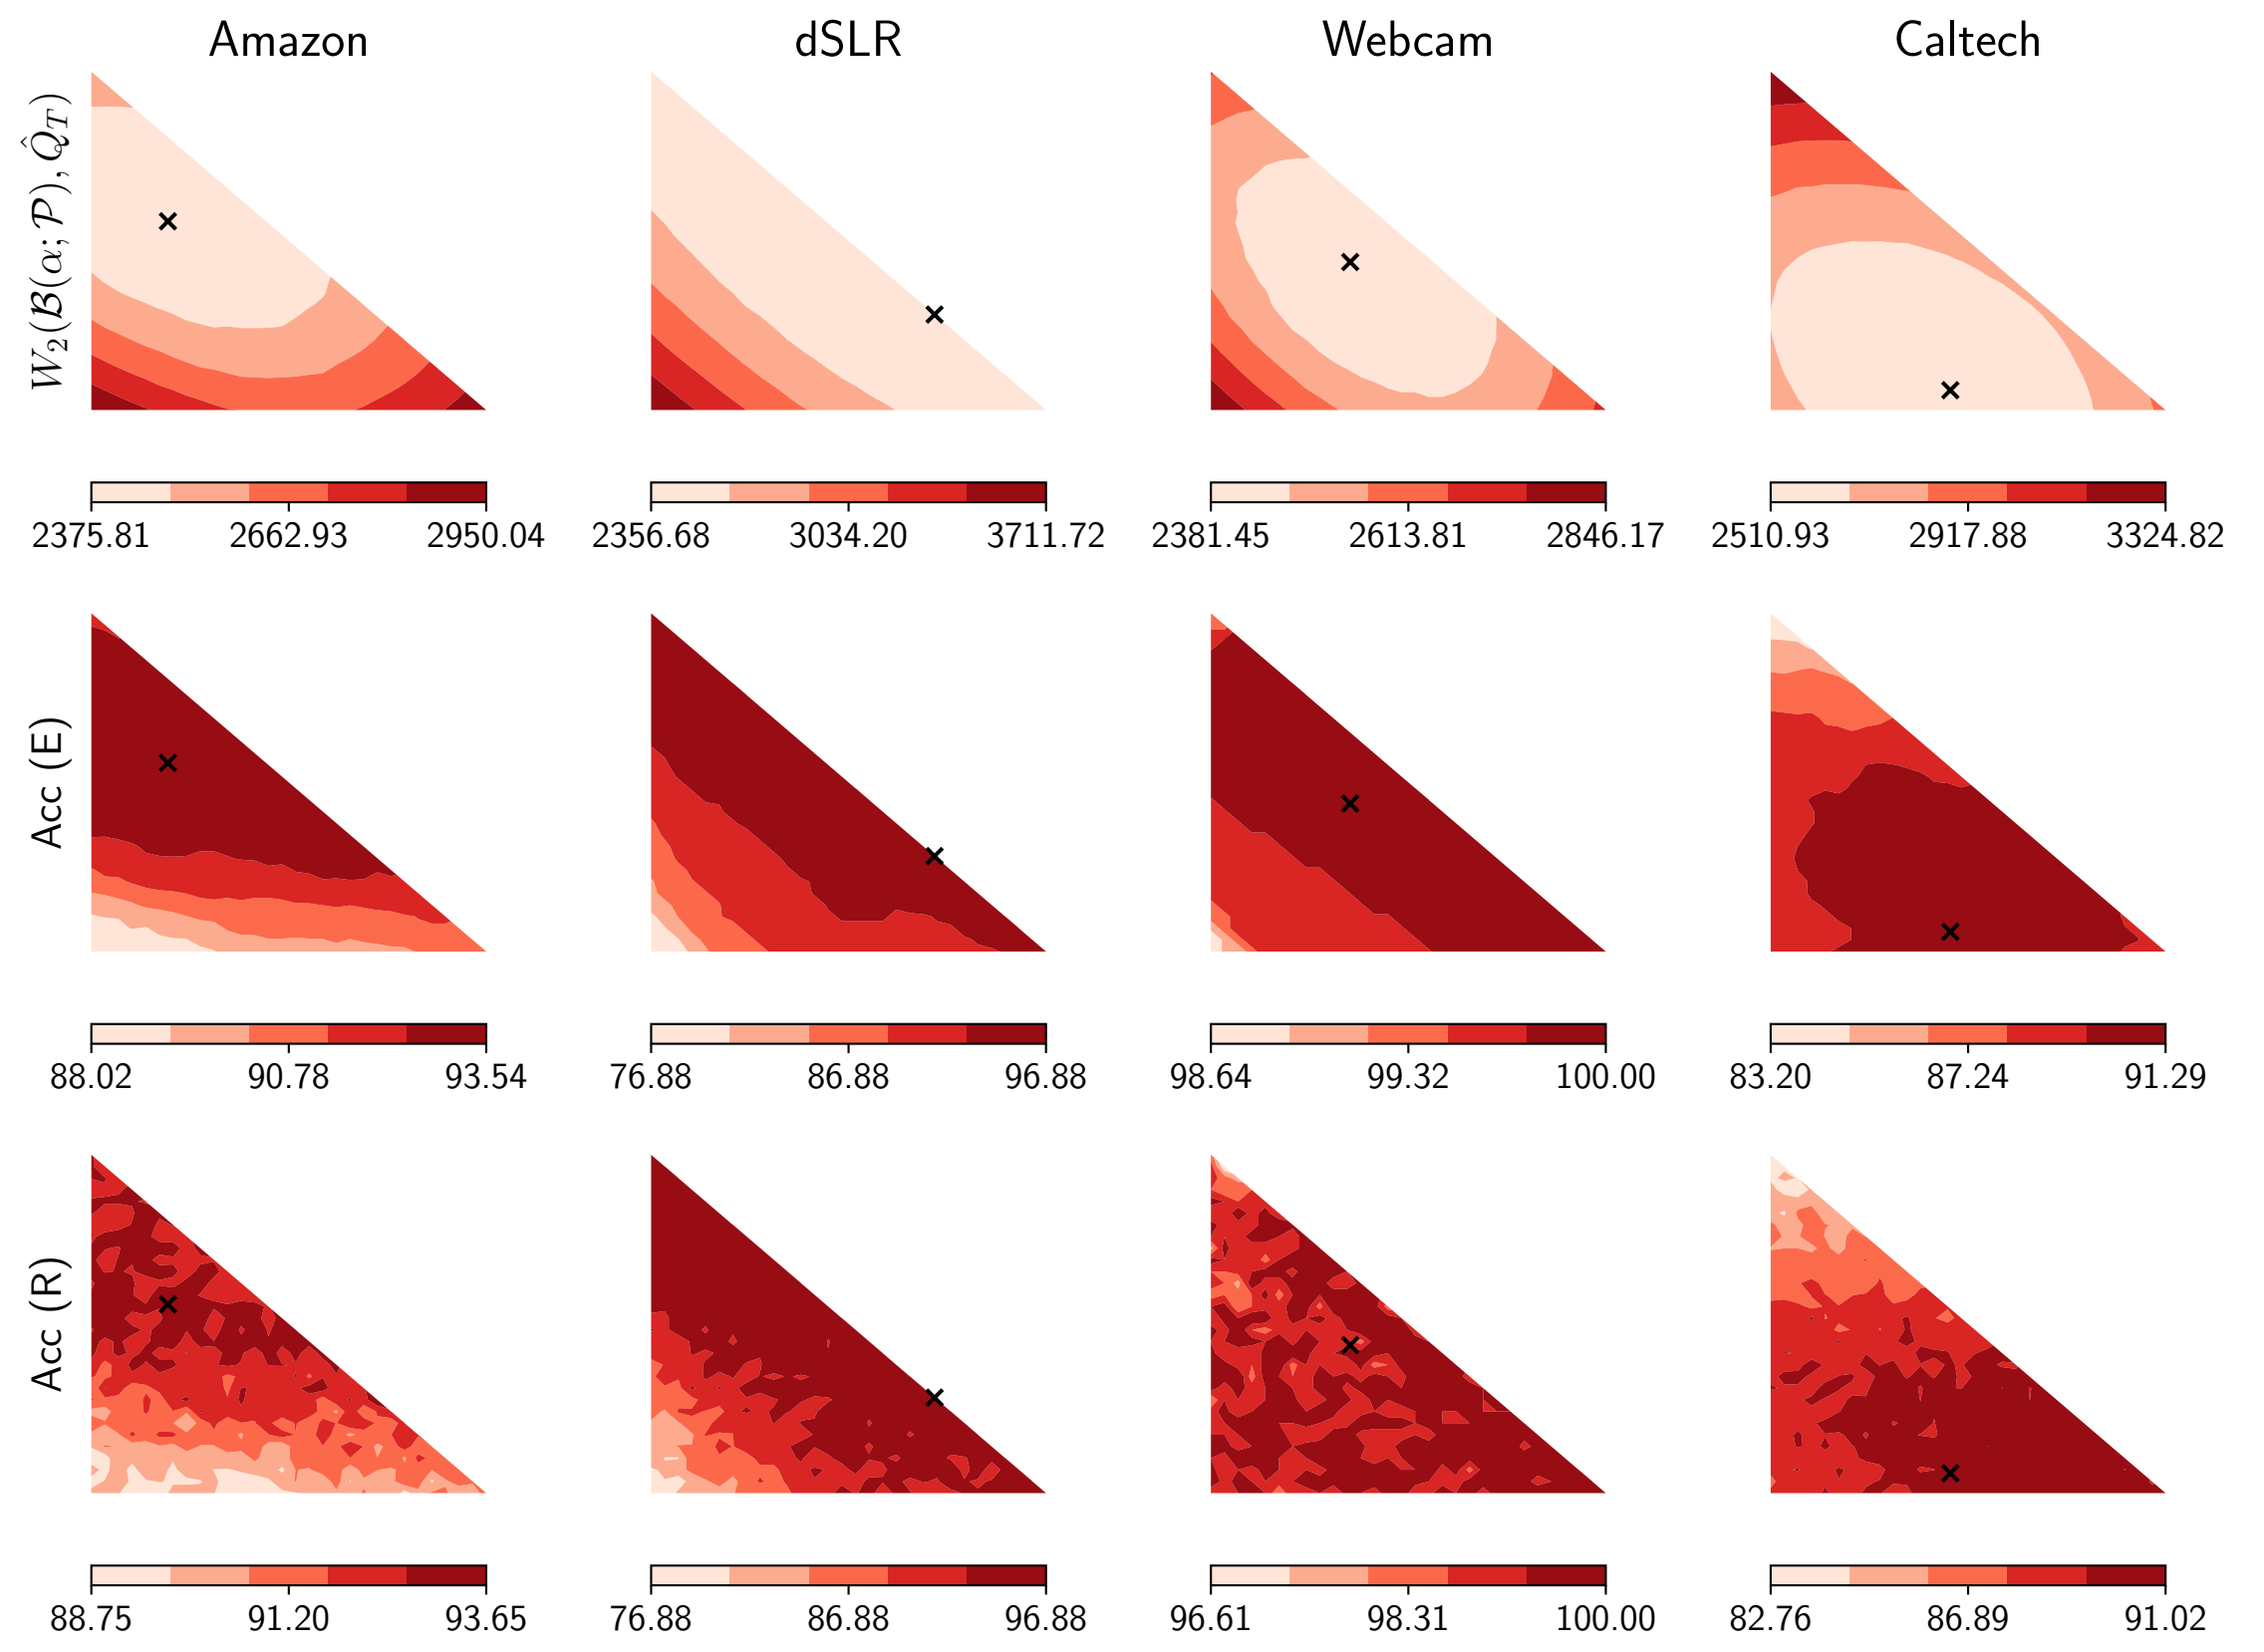 Amazon dSLR Webcam Caltech
W_2(𝓑(α; 𝒫), Q̂_T)
2375.81 2662.93 2950.04 2356.68 3034.20 3711.72 2381.45 2613.81 2846.17 2510.93 2917.88 3324.82
Acc (E)
88.02 90.78 93.54 76.88 86.88 96.88 98.64 99.32 100.00 83.20 87.24 91.29
Acc (R)
88.75 91.20 93.65 76.88 86.88 96.88 96.61 98.31 100.00 82.76 86.89 91.02